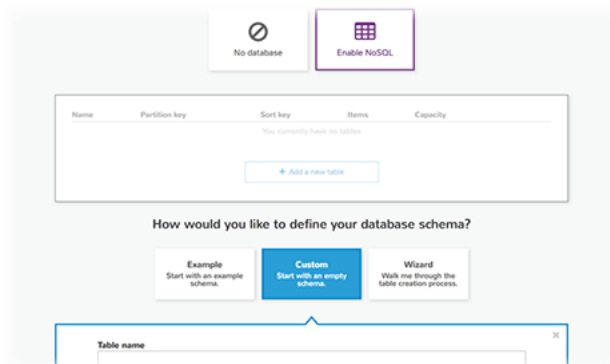 No database Enable NoSQL
Name Partition key Sort key Items Capacity
You currently have no tables
+ Add a new table
How would you like to define your database schema?
Example Custom Wizard
Start with an example Start with an empty Walk me through the
schema. schema. table creation process.
Table name